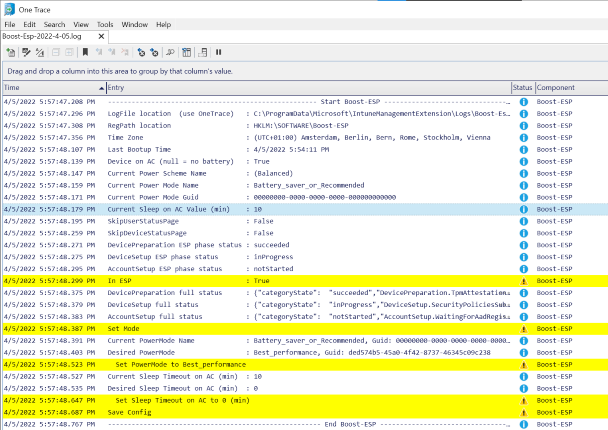 One Trace
File Edit Search View Tools Window Help
Boost-Esp-2022-4-05.log
Drag and drop a column into this area to group by that column's value.
Time Entry Status Component
4/5/2022 5:57:47.208 PM ---------------------------------------------------- Start Boost-ESP ------------------------------... Boost-ESP
4/5/2022 5:57:47.296 PM LogFile location (use OneTrace) : C:\ProgramData\Microsoft\IntuneManagementExtension\Logs\Boost-Es... Boost-ESP
4/5/2022 5:57:47.308 PM RegPath location : HKLM:\SOFTWARE\Boost-ESP Boost-ESP
4/5/2022 5:57:47.356 PM Time Zone : (UTC+01:00) Amsterdam, Berlin, Bern, Rome, Stockholm, Vienna Boost-ESP
4/5/2022 5:57:48.107 PM Last Bootup Time : 4/5/2022 5:54:11 PM Boost-ESP
4/5/2022 5:57:48.139 PM Device on AC (null = no battery) : True Boost-ESP
4/5/2022 5:57:48.147 PM Current Power Scheme Name : (Balanced) Boost-ESP
4/5/2022 5:57:48.159 PM Current Power Mode Name : Battery_saver_or_Recommended Boost-ESP
4/5/2022 5:57:48.171 PM Current Power Mode Guid : 00000000-0000-0000-0000-000000000000 Boost-ESP
4/5/2022 5:57:48.179 PM Current Sleep on AC Value (min) : 10 Boost-ESP
4/5/2022 5:57:48.195 PM SkipUserStatusPage : False Boost-ESP
4/5/2022 5:57:48.259 PM SkipDeviceStatusPage : False Boost-ESP
4/5/2022 5:57:48.271 PM DevicePreparation ESP phase status : succeeded Boost-ESP
4/5/2022 5:57:48.275 PM DeviceSetup ESP phase status : inProgress Boost-ESP
4/5/2022 5:57:48.295 PM AccountSetup ESP phase status : notStarted Boost-ESP
4/5/2022 5:57:48.299 PM In ESP : True Boost-ESP
4/5/2022 5:57:48.375 PM DevicePreparation full status : {"categoryState": "succeeded","DevicePreparation.TpmAttestation... Boost-ESP
4/5/2022 5:57:48.379 PM DeviceSetup full status : {"categoryState": "inProgress","DeviceSetup.SecurityPoliciesSub... Boost-ESP
4/5/2022 5:57:48.383 PM AccountSetup full status : {"categoryState": "notStarted","AccountSetup.WaitingForAadRegis... Boost-ESP
4/5/2022 5:57:48.387 PM Set Mode Boost-ESP
4/5/2022 5:57:48.391 PM Current PowerMode Name : Battery_saver_or_Recommended, Guid: 00000000-0000-0000-0000-0000... Boost-ESP
4/5/2022 5:57:48.403 PM Desired PowerMode : Best_performance, Guid: ded574b5-45a0-4f42-8737-46345c09c238 Boost-ESP
4/5/2022 5:57:48.523 PM Set PowerMode to Best_performance Boost-ESP
4/5/2022 5:57:48.527 PM Current Sleep Timeout on AC (min) : 10 Boost-ESP
4/5/2022 5:57:48.535 PM Desired Sleep Timeout on AC (min) : 0 Boost-ESP
4/5/2022 5:57:48.647 PM Set Sleep Timeout on AC to 0 (min) Boost-ESP
4/5/2022 5:57:48.687 PM Save Config Boost-ESP
4/5/2022 5:57:48.767 PM ---------------------------------------------------- End Boost-ESP ------------------------------... Boost-ESP